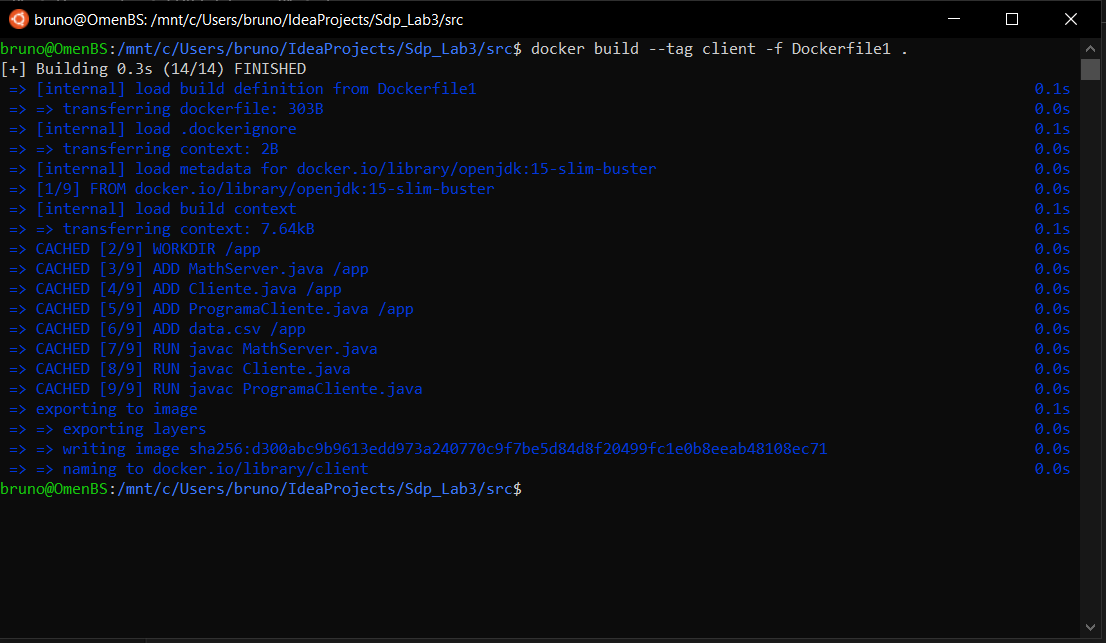 bruno@OmenBS: /mnt/c/Users/bruno/IdeaProjects/Sdp_Lab3/src
bruno@OmenBS:/mnt/c/Users/bruno/IdeaProjects/Sdp_Lab3/src$ docker build --tag client -f Dockerfile1 .
[+] Building 0.3s (14/14) FINISHED
=> [internal] load build definition from Dockerfile1 0.1s
=> => transferring dockerfile: 303B 0.0s
=> [internal] load .dockerignore 0.1s
=> => transferring context: 2B 0.0s
=> [internal] load metadata for docker.io/library/openjdk:15-slim-buster 0.0s
=> [1/9] FROM docker.io/library/openjdk:15-slim-buster 0.0s
=> [internal] load build context 0.1s
=> => transferring context: 7.64kB 0.1s
=> CACHED [2/9] WORKDIR /app 0.0s
=> CACHED [3/9] ADD MathServer.java /app 0.0s
=> CACHED [4/9] ADD Cliente.java /app 0.0s
=> CACHED [5/9] ADD ProgramaCliente.java /app 0.0s
=> CACHED [6/9] ADD data.csv /app 0.0s
=> CACHED [7/9] RUN javac MathServer.java 0.0s
=> CACHED [8/9] RUN javac Cliente.java 0.0s
=> CACHED [9/9] RUN javac ProgramaCliente.java 0.0s
=> exporting to image 0.1s
=> => exporting layers 0.0s
=> => writing image sha256:d300abc9b9613edd973a240770c9f7be5d84d8f20499fc1e0b8eeab48108ec71 0.0s
=> => naming to docker.io/library/client 0.0s
bruno@OmenBS:/mnt/c/Users/bruno/IdeaProjects/Sdp_Lab3/src$